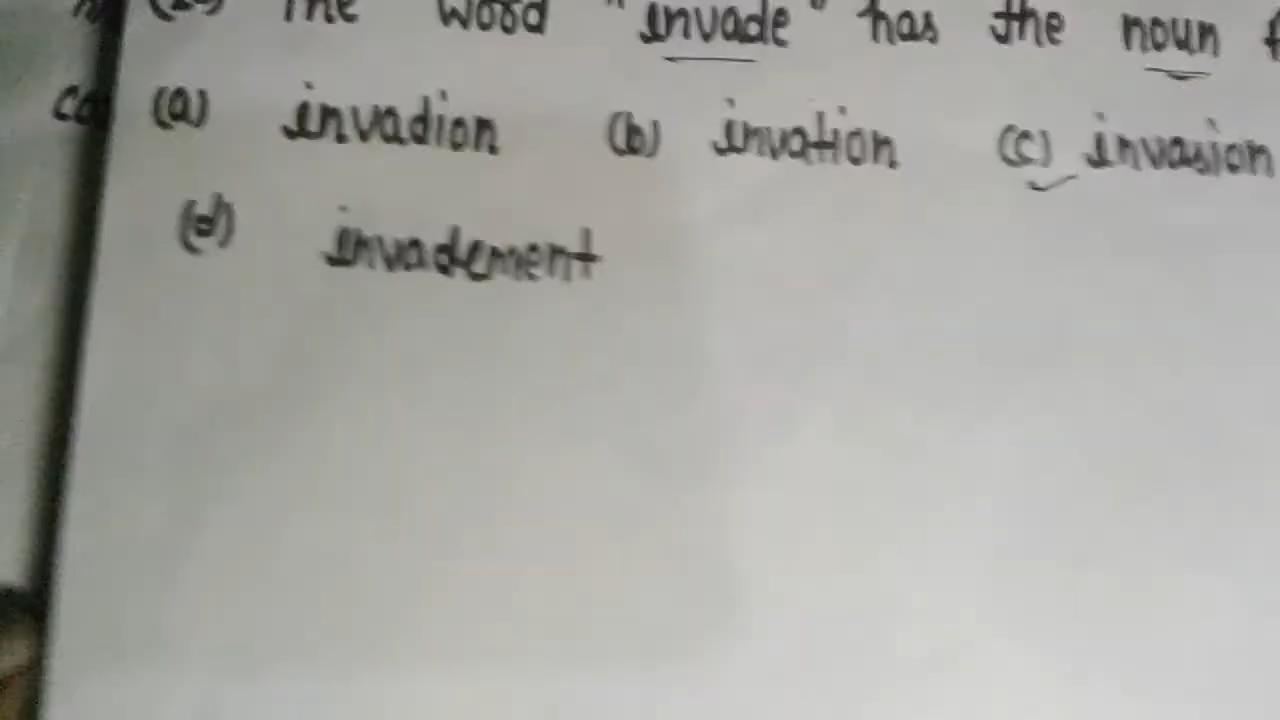 The word "invade" has the noun
(a) invadion (b) invation (c) invasion
(d) invadement